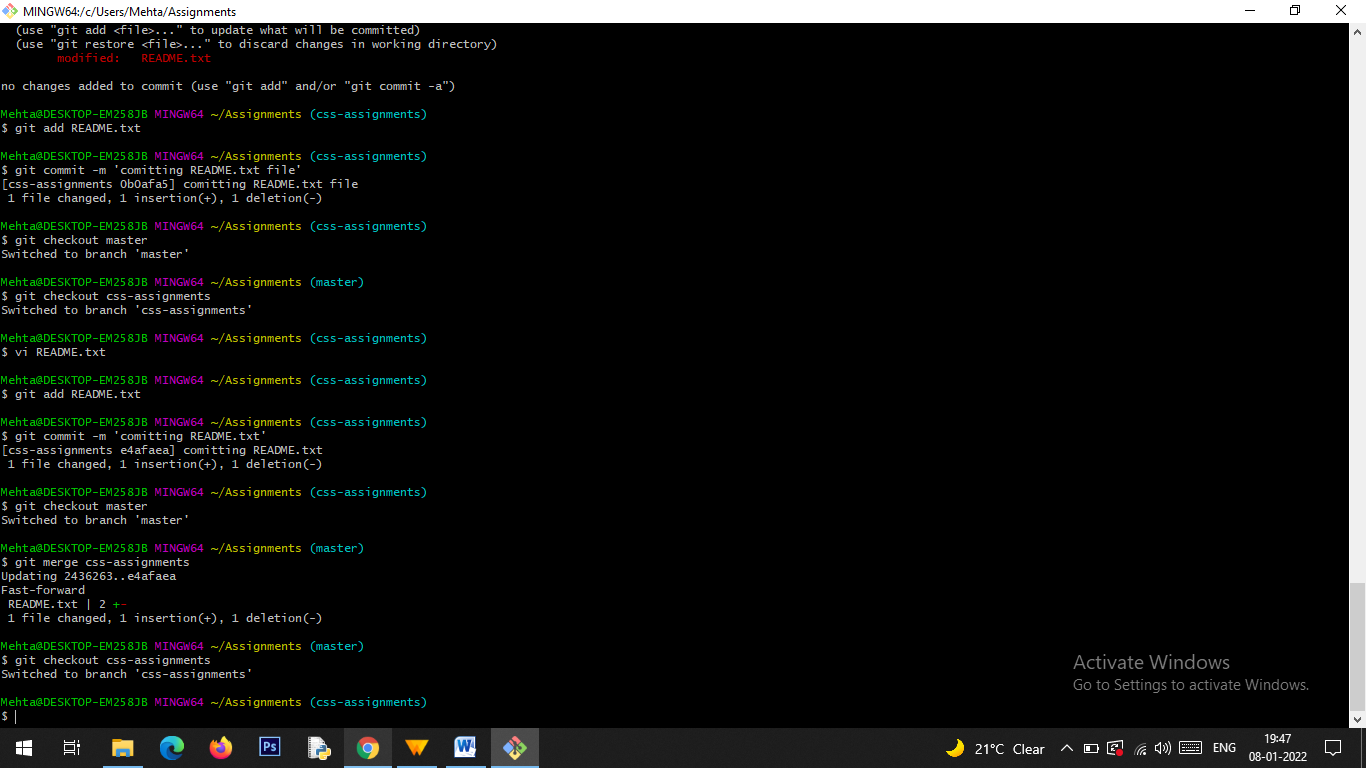 MINGW64:/c/Users/Mehta/Assignments
(use "git add <file>..." to update what will be committed)
(use "git restore <file>..." to discard changes in working directory)
modified:   README.txt
no changes added to commit (use "git add" and/or "git commit -a")
Mehta@DESKTOP-EM258JB MINGW64 ~/Assignments (css-assignments)
$ git add README.txt
Mehta@DESKTOP-EM258JB MINGW64 ~/Assignments (css-assignments)
$ git commit -m 'comitting README.txt file'
[css-assignments 0b0afa5] comitting README.txt file
1 file changed, 1 insertion(+), 1 deletion(-)
Mehta@DESKTOP-EM258JB MINGW64 ~/Assignments (css-assignments)
$ git checkout master
Switched to branch 'master'
Mehta@DESKTOP-EM258JB MINGW64 ~/Assignments (master)
$ git checkout css-assignments
Switched to branch 'css-assignments'
Mehta@DESKTOP-EM258JB MINGW64 ~/Assignments (css-assignments)
$ vi README.txt
Mehta@DESKTOP-EM258JB MINGW64 ~/Assignments (css-assignments)
$ git add README.txt
Mehta@DESKTOP-EM258JB MINGW64 ~/Assignments (css-assignments)
$ git commit -m 'comitting README.txt'
[css-assignments e4afaea] comitting README.txt
1 file changed, 1 insertion(+), 1 deletion(-)
Mehta@DESKTOP-EM258JB MINGW64 ~/Assignments (css-assignments)
$ git checkout master
Switched to branch 'master'
Mehta@DESKTOP-EM258JB MINGW64 ~/Assignments (master)
$ git merge css-assignments
Updating 2436263..e4afaea
Fast-forward
README.txt | 2 +-
1 file changed, 1 insertion(+), 1 deletion(-)
Mehta@DESKTOP-EM258JB MINGW64 ~/Assignments (master)
$ git checkout css-assignments
Switched to branch 'css-assignments'
Mehta@DESKTOP-EM258JB MINGW64 ~/Assignments (css-assignments)
$
Activate Windows
Go to Settings to activate Windows.
Ps
W
21°C Clear
ENG
19:47
08-01-2022